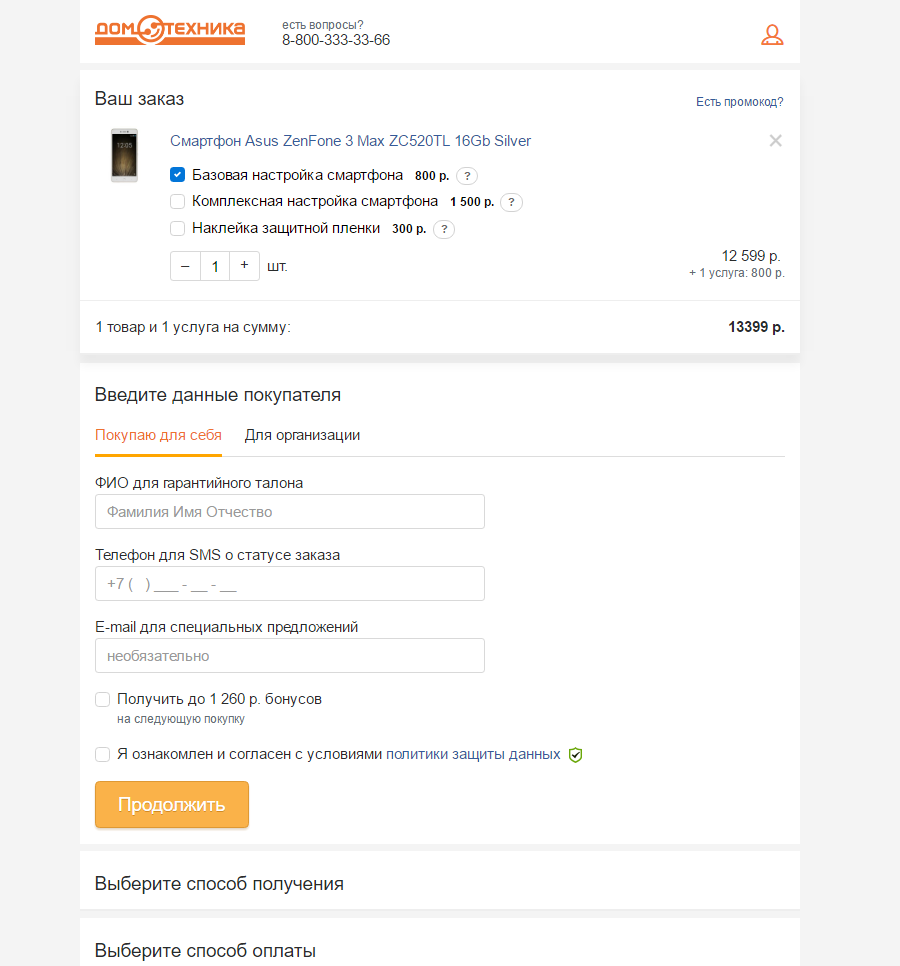 ДОМОТЕХНИКА
есть вопросы?
8-800-333-33-66
Ваш заказ
Есть промокод?
12:05
Смартфон Asus ZenFone 3 Max ZC520TL 16Gb Silver
Базовая настройка смартфона 800 р. ?
Комплексная настройка смартфона 1 500 р. ?
Наклейка защитной пленки 300 р. ?
– 1 + шт.
12 599 р.
+ 1 услуга: 800 р.
1 товар и 1 услуга на сумму: 13399 р.
Введите данные покупателя
Покупаю для себя Для организации
ФИО для гарантийного талона
Фамилия Имя Отчество
Телефон для SMS о статусе заказа
+7 ( ) ___ - __ - __
E-mail для специальных предложений
необязательно
Получить до 1 260 р. бонусов
на следующую покупку
Я ознакомлен и согласен с условиями политики защиты данных
Продолжить
Выберите способ получения
Выберите способ оплаты